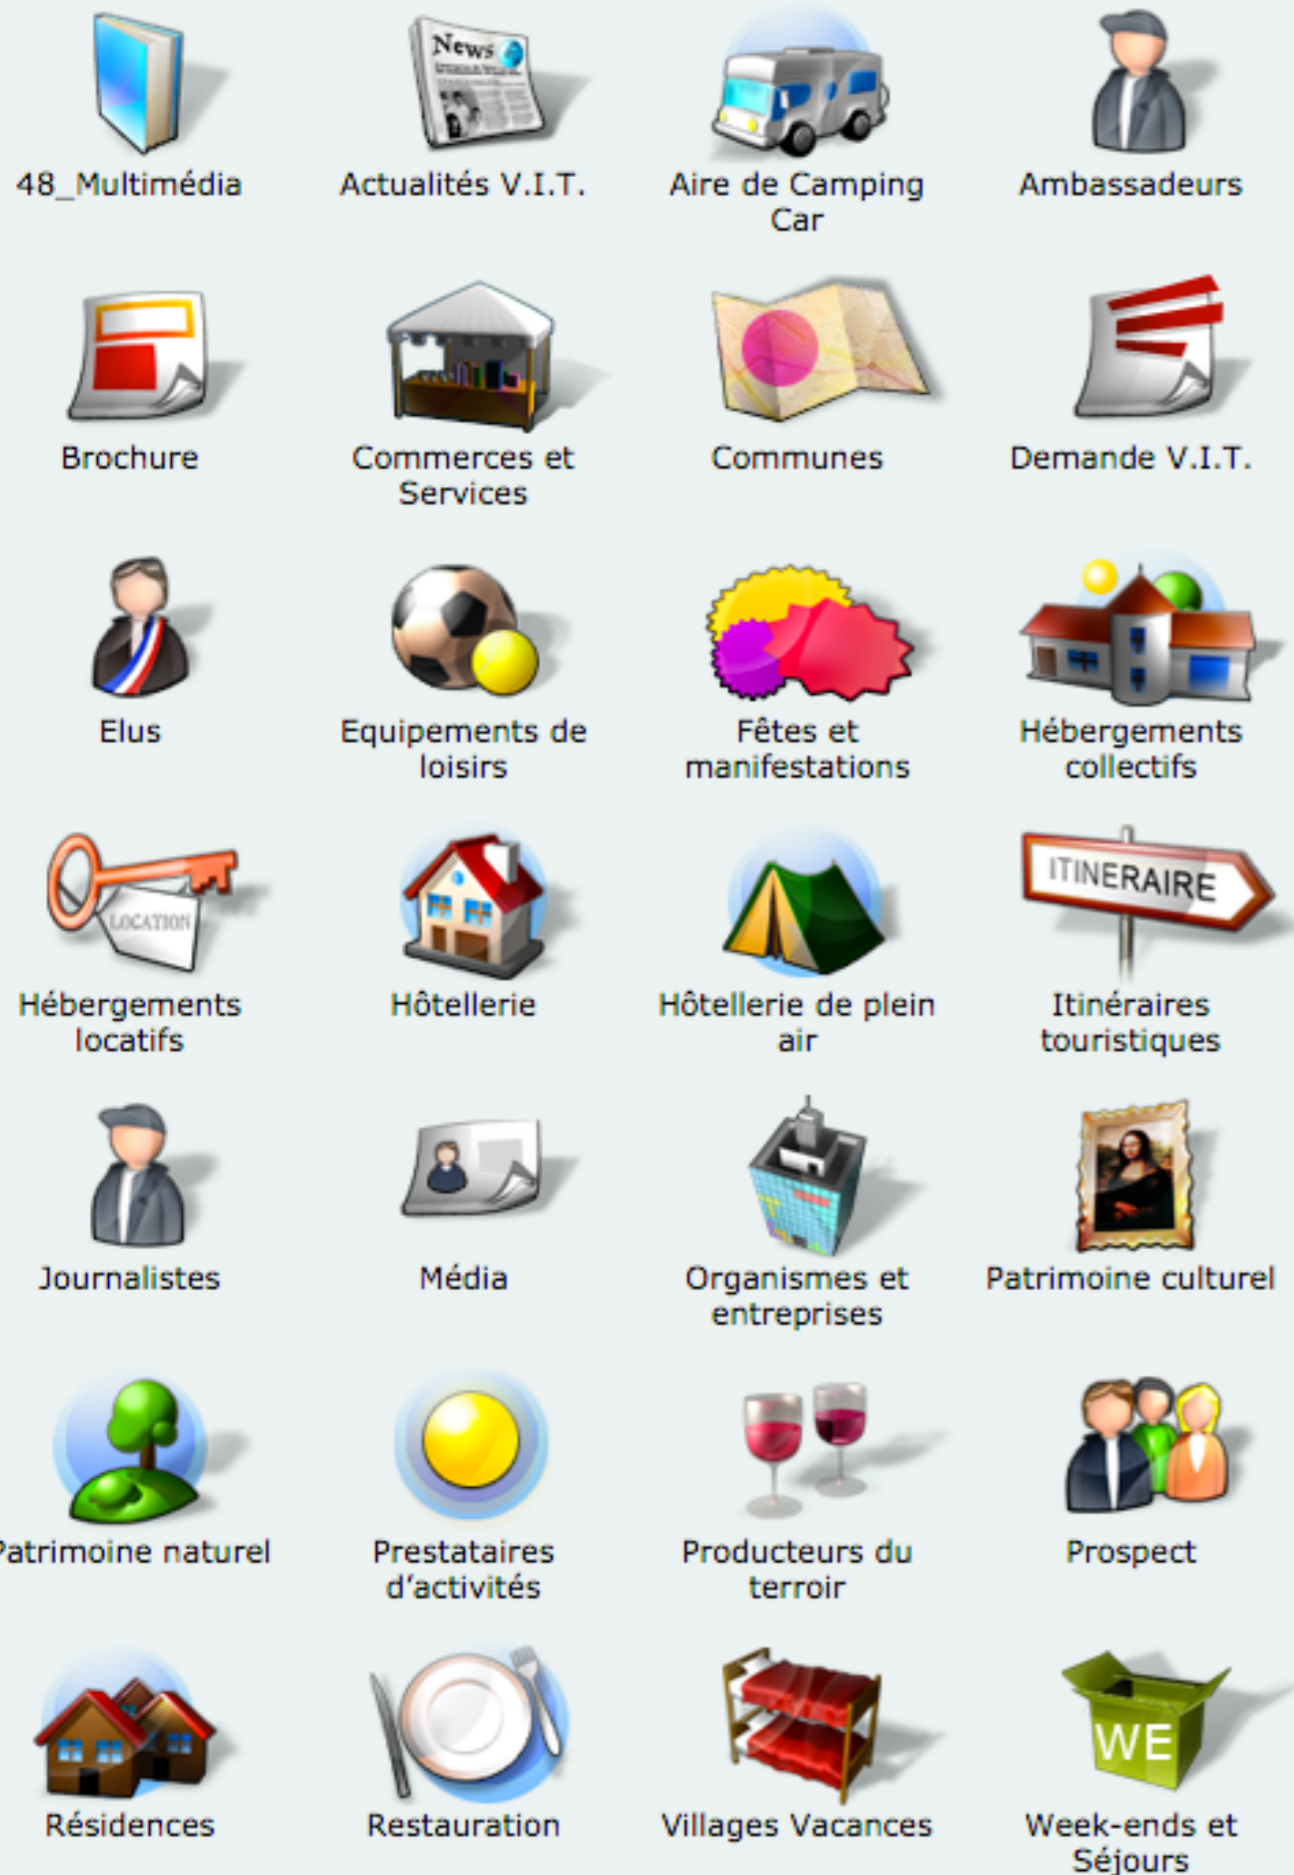 News
48_Multimédia
Actualités V.I.T.
Aire de Camping
Car
Ambassadeurs
Brochure
Commerces et
Services
Communes
Demande V.I.T.
Elus
Equipements de
loisirs
Fêtes et
manifestations
Hébergements
collectifs
LOCATION
ITINERAIRE
Hébergements
locatifs
Hôtellerie
Hôtellerie de plein
air
Itinéraires
touristiques
Journalistes
Média
Organismes et
entreprises
Patrimoine culturel
Patrimoine naturel
Prestataires
d'activités
Producteurs du
terroir
Prospect
WE
Résidences
Restauration
Villages Vacances
Week-ends et
Séjours